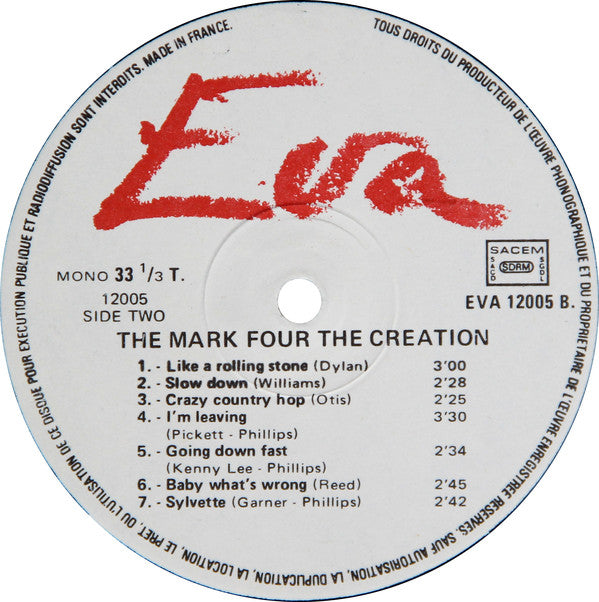 TOUS DROITS DU PRODUCTEUR DE L'ŒUVRE PHONOGRAPHIQUE ET DU PROPRIETAIRE DE L'ŒUVRE ENREGISTREE RESERVES. SAUF AUTORISATION, LA DUPLICATION, LA LOCATION, LE PRET, OU L'UTILISATION DE CE DISQUE POUR EXECUTION PUBLIQUE ET RADIODIFFUSION SONT INTERDITS. MADE IN FRANCE.
Eva
MONO 33 1/3 T.
12005
SIDE TWO
SACEM
SACD SDRM SGDL
EVA 12005 B.
THE MARK FOUR THE CREATION
1. - Like a rolling stone (Dylan) 3'00
2. - Slow down (Williams) 2'28
3. - Crazy country hop (Otis) 2'25
4. - I'm leaving 3'30
(Pickett - Phillips)
5. - Going down fast 2'34
(Kenny Lee - Phillips)
6. - Baby what's wrong (Reed) 2'45
7. - Sylvette (Garner - Phillips) 2'42